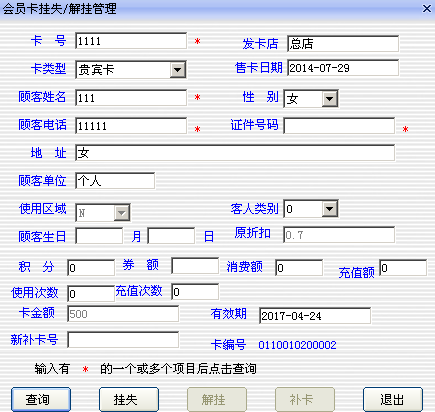 会员卡挂失/解挂管理
卡 号 1111 * 发卡店 总店
卡类型 贵宾卡 售卡日期 2014-07-29
顾客姓名 111 * 性 别 女
顾客电话 11111 * 证件号码 *
地 址 女
顾客单位 个人
使用区域 N 客人类别 0
顾客生日 月 日 原折扣 0.7
积 分 0 券 额 消费额 0 充值额 0
使用次数 0 充值次数 0
卡金额 500 有效期 2017-04-24
新补卡号 卡编号 0110010200002
输入有 * 的一个或多个项目后点击查询
查询 挂失 解挂 补卡 退出